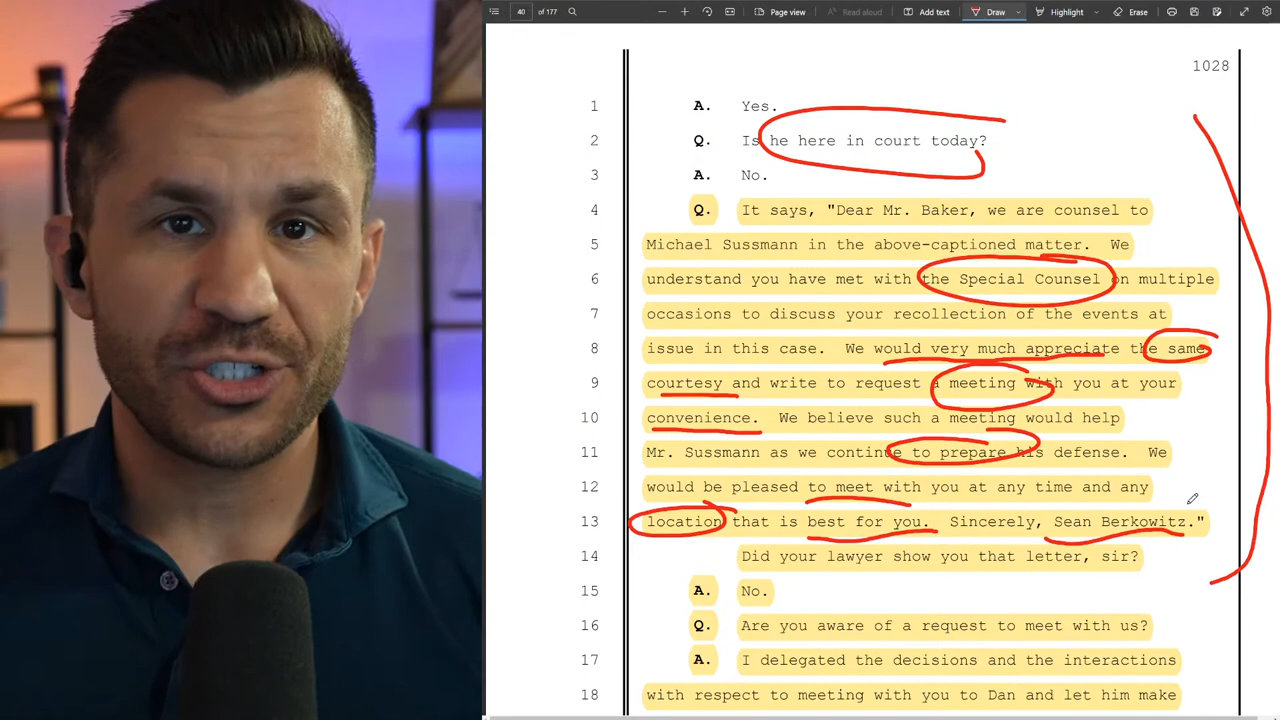 40 of 177 Page view Read aloud Add text Draw Highlight Erase
1028
1 A. Yes.
2 Q. Is he here in court today?
3 A. No.
4 Q. It says, "Dear Mr. Baker, we are counsel to
5 Michael Sussmann in the above-captioned matter. We
6 understand you have met with the Special Counsel on multiple
7 occasions to discuss your recollection of the events at
8 issue in this case. We would very much appreciate the same
9 courtesy and write to request a meeting with you at your
10 convenience. We believe such a meeting would help
11 Mr. Sussmann as we continue to prepare his defense. We
12 would be pleased to meet with you at any time and any
13 location that is best for you. Sincerely, Sean Berkowitz."
14 Did your lawyer show you that letter, sir?
15 A. No.
16 Q. Are you aware of a request to meet with us?
17 A. I delegated the decisions and the interactions
18 with respect to meeting with you to Dan and let him make